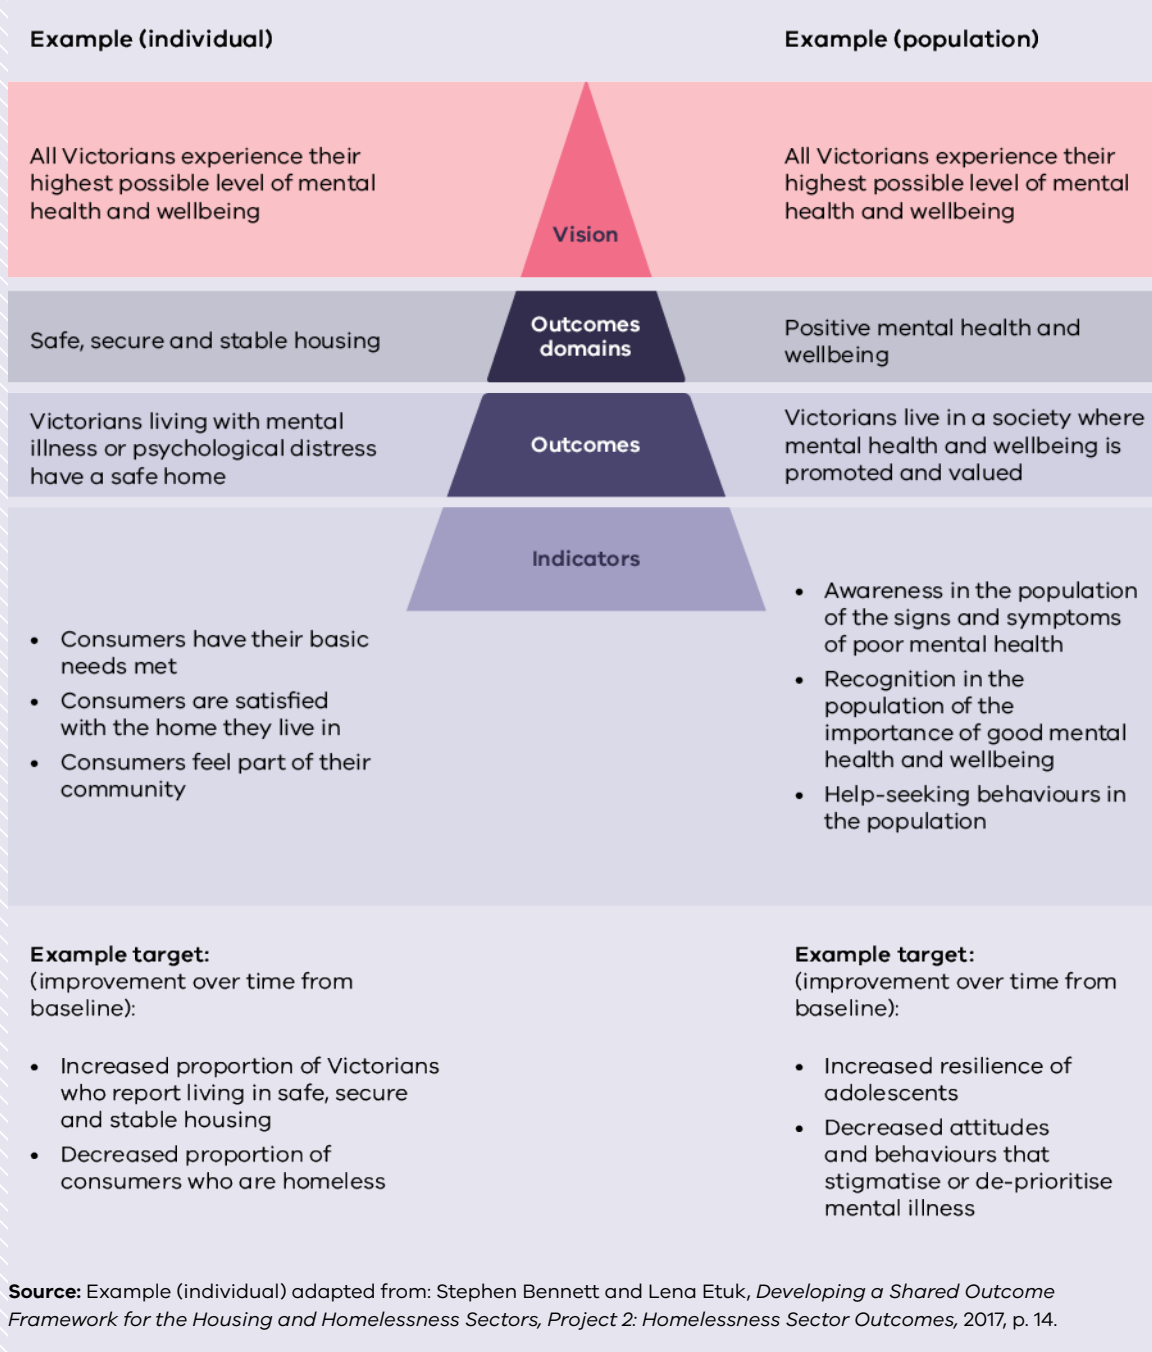 Example (individual)
Example (population)
All Victorians experience their
highest possible level of mental
health and wellbeing
Vision
All Victorians experience their
highest possible level of mental
health and wellbeing
Safe, secure and stable housing
Outcomes
domains
Positive mental health and
wellbeing
Victorians living with mental
illness or psychological distress
have a safe home
Outcomes
Victorians live in a society where
mental health and wellbeing is
promoted and valued
Indicators
• Consumers have their basic
needs met
• Consumers are satisfied
with the home they live in
• Consumers feel part of their
community
• Awareness in the population
of the signs and symptoms
of poor mental health
• Recognition in the
population of the
importance of good mental
health and wellbeing
• Help-seeking behaviours in
the population
Example target:
(improvement over time from
baseline):
• Increased proportion of Victorians
who report living in safe, secure
and stable housing
• Decreased proportion of
consumers who are homeless
Example target:
(improvement over time from
baseline):
• Increased resilience of
adolescents
• Decreased attitudes
and behaviours that
stigmatise or de-prioritise
mental illness
Source: Example (individual) adapted from: Stephen Bennett and Lena Etuk, Developing a Shared Outcome
Framework for the Housing and Homelessness Sectors, Project 2: Homelessness Sector Outcomes, 2017, p. 14.